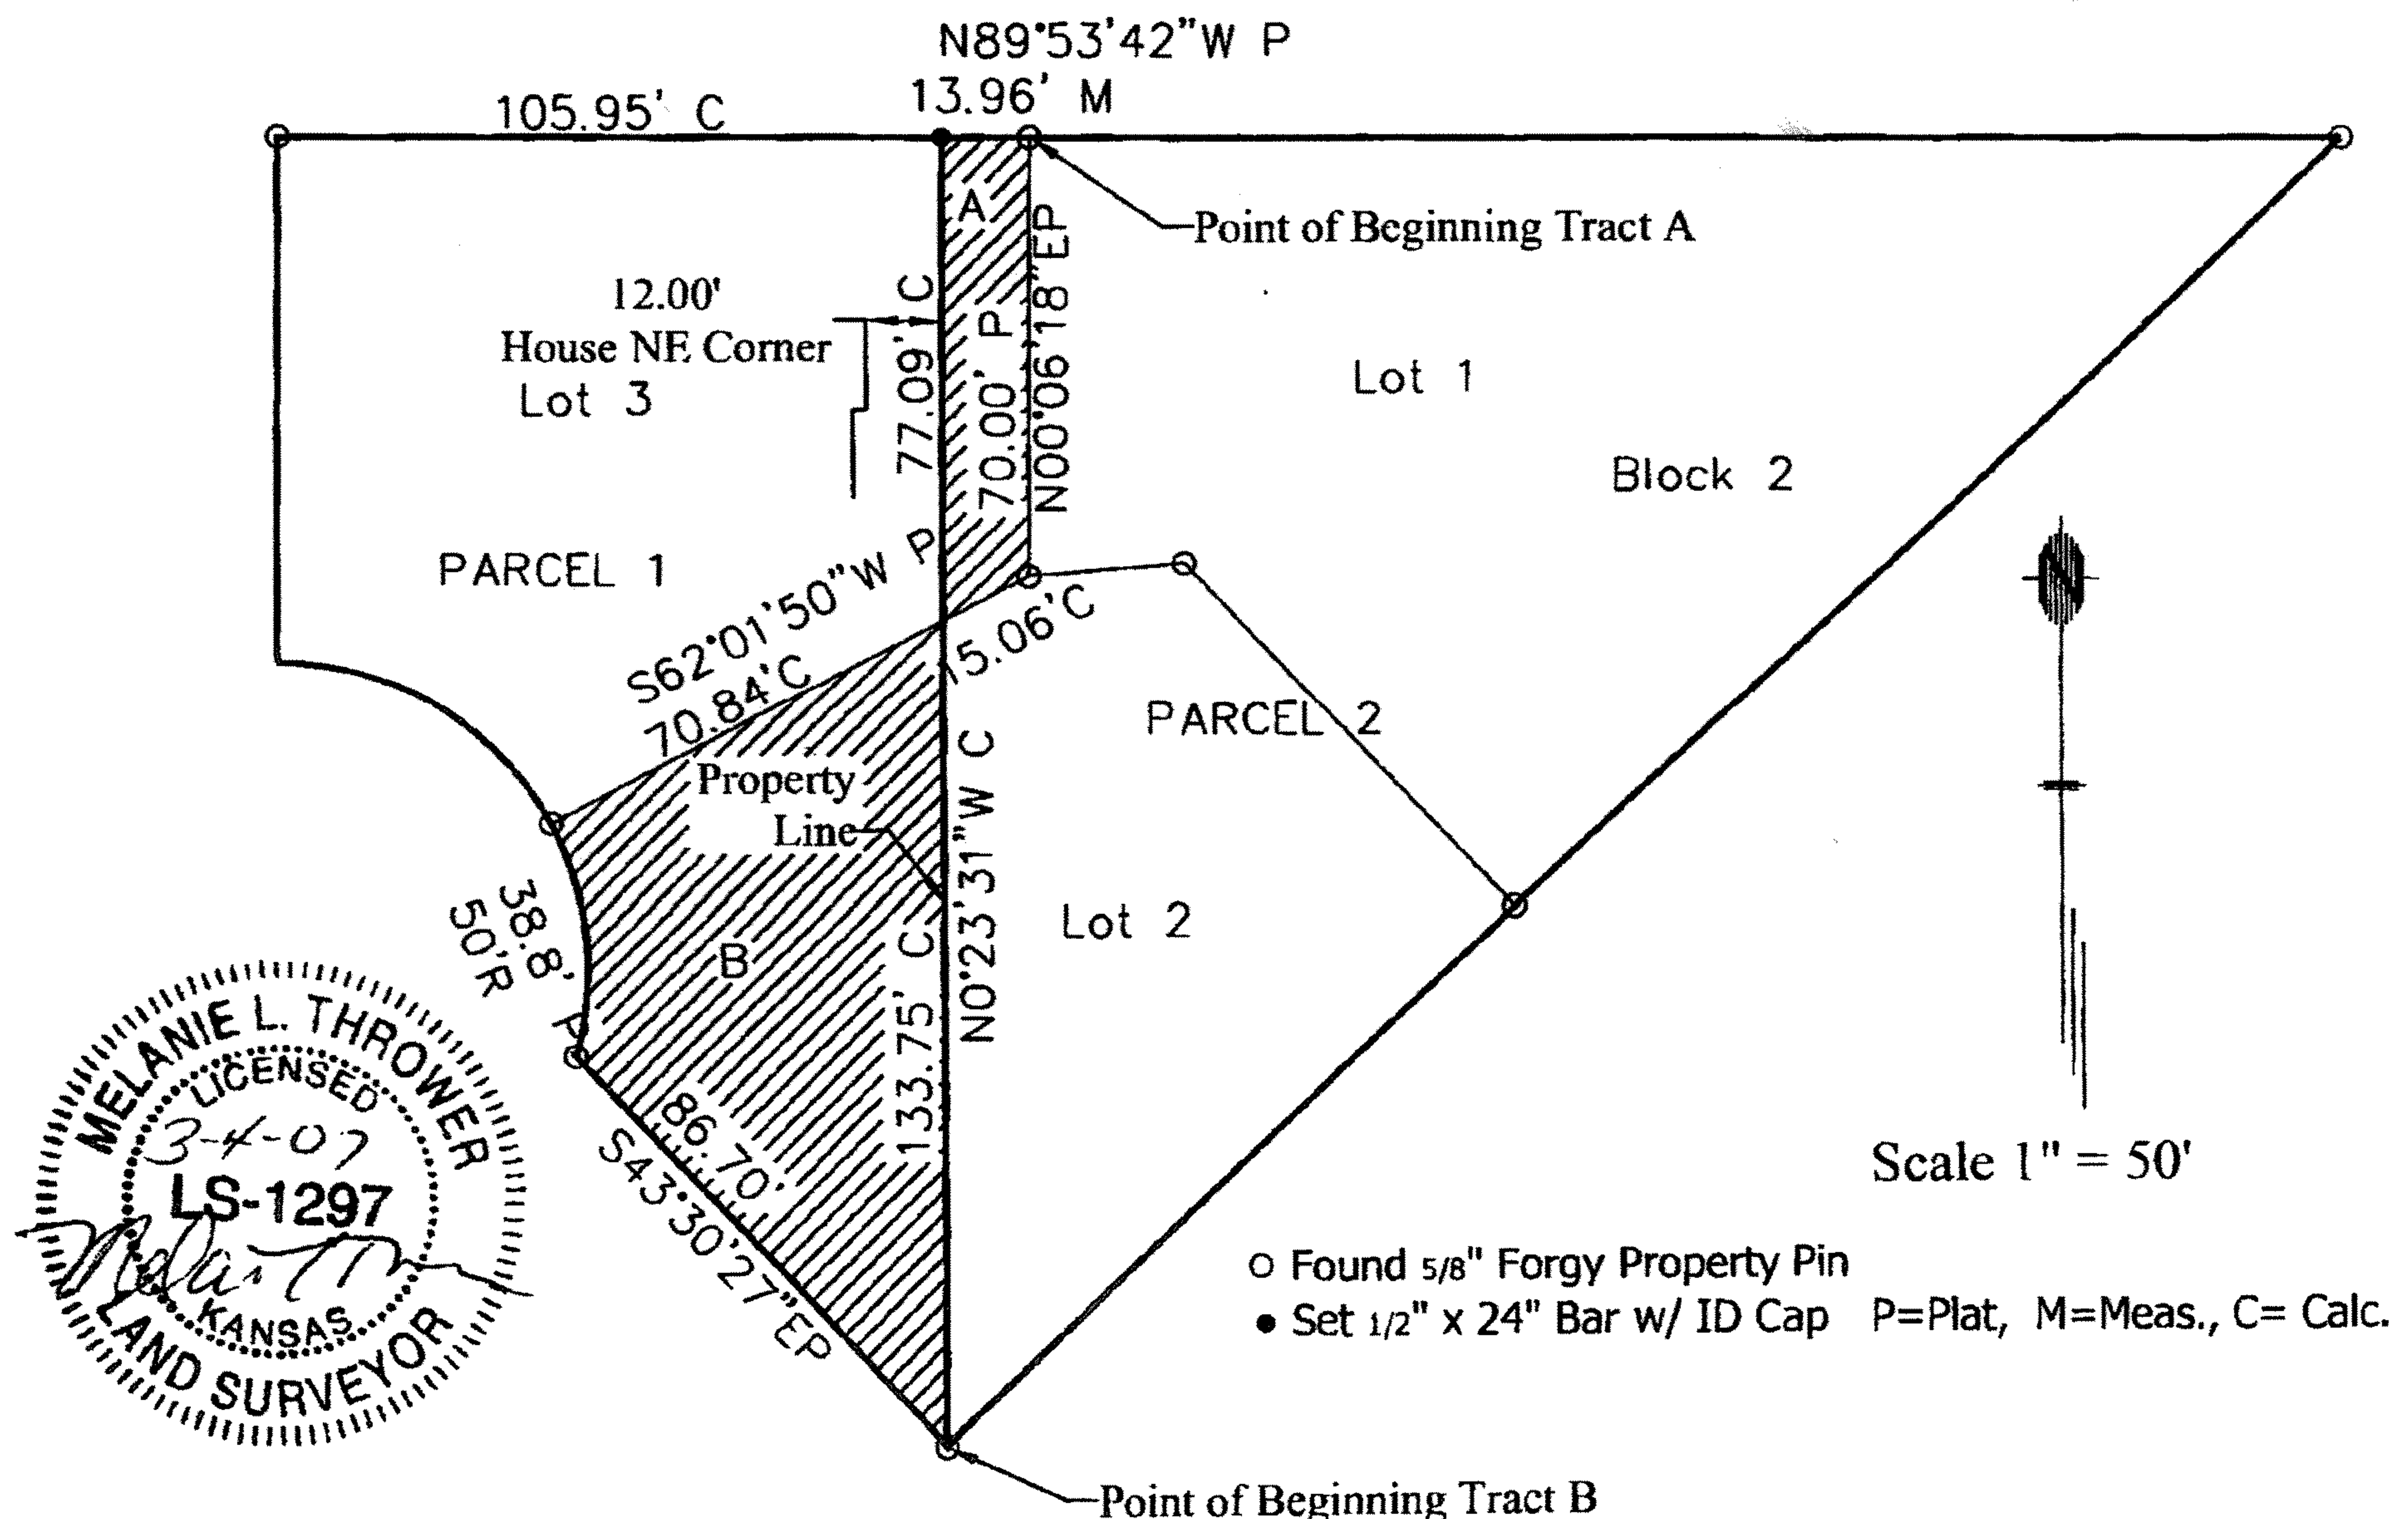 N89°53'42"W P
13.96' M
105.95' C
A
Point of Beginning Tract A
12.00'
House NE Corner
Lot 3
77.09' C
70.00' P
N00°06'18"EP
Lot 1
Block 2
PARCEL 1
S62°01'50"W P
70.84'C
15.06'C
PARCEL 2
Property
Line
N0°23'31"W C
Lot 2
B
133.75' C
38.8' P
50'R
86.70'
S43°30'27"EP
N
Scale 1" = 50'
MELANIE L. THROWER
LICENSED
3-4-07
LS-1297
KANSAS
LAND SURVEYOR
○ Found 5/8" Forgy Property Pin
● Set 1/2" x 24" Bar w/ ID Cap P=Plat, M=Meas., C= Calc.
Point of Beginning Tract B